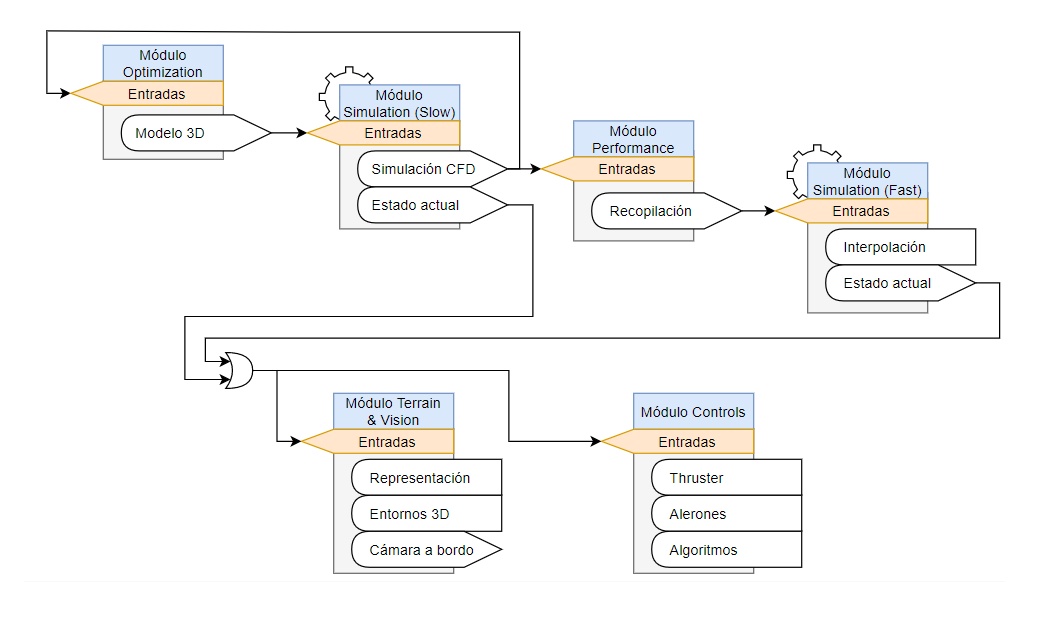 Módulo
Optimization
Entradas
Modelo 3D
Módulo
Simulation (Slow)
Entradas
Simulación CFD
Estado actual
Módulo
Performance
Entradas
Recopilación
Módulo
Simulation (Fast)
Entradas
Interpolación
Estado actual
Módulo Terrain
& Vision
Entradas
Representación
Entornos 3D
Cámara a bordo
Módulo Controls
Entradas
Thruster
Alerones
Algoritmos